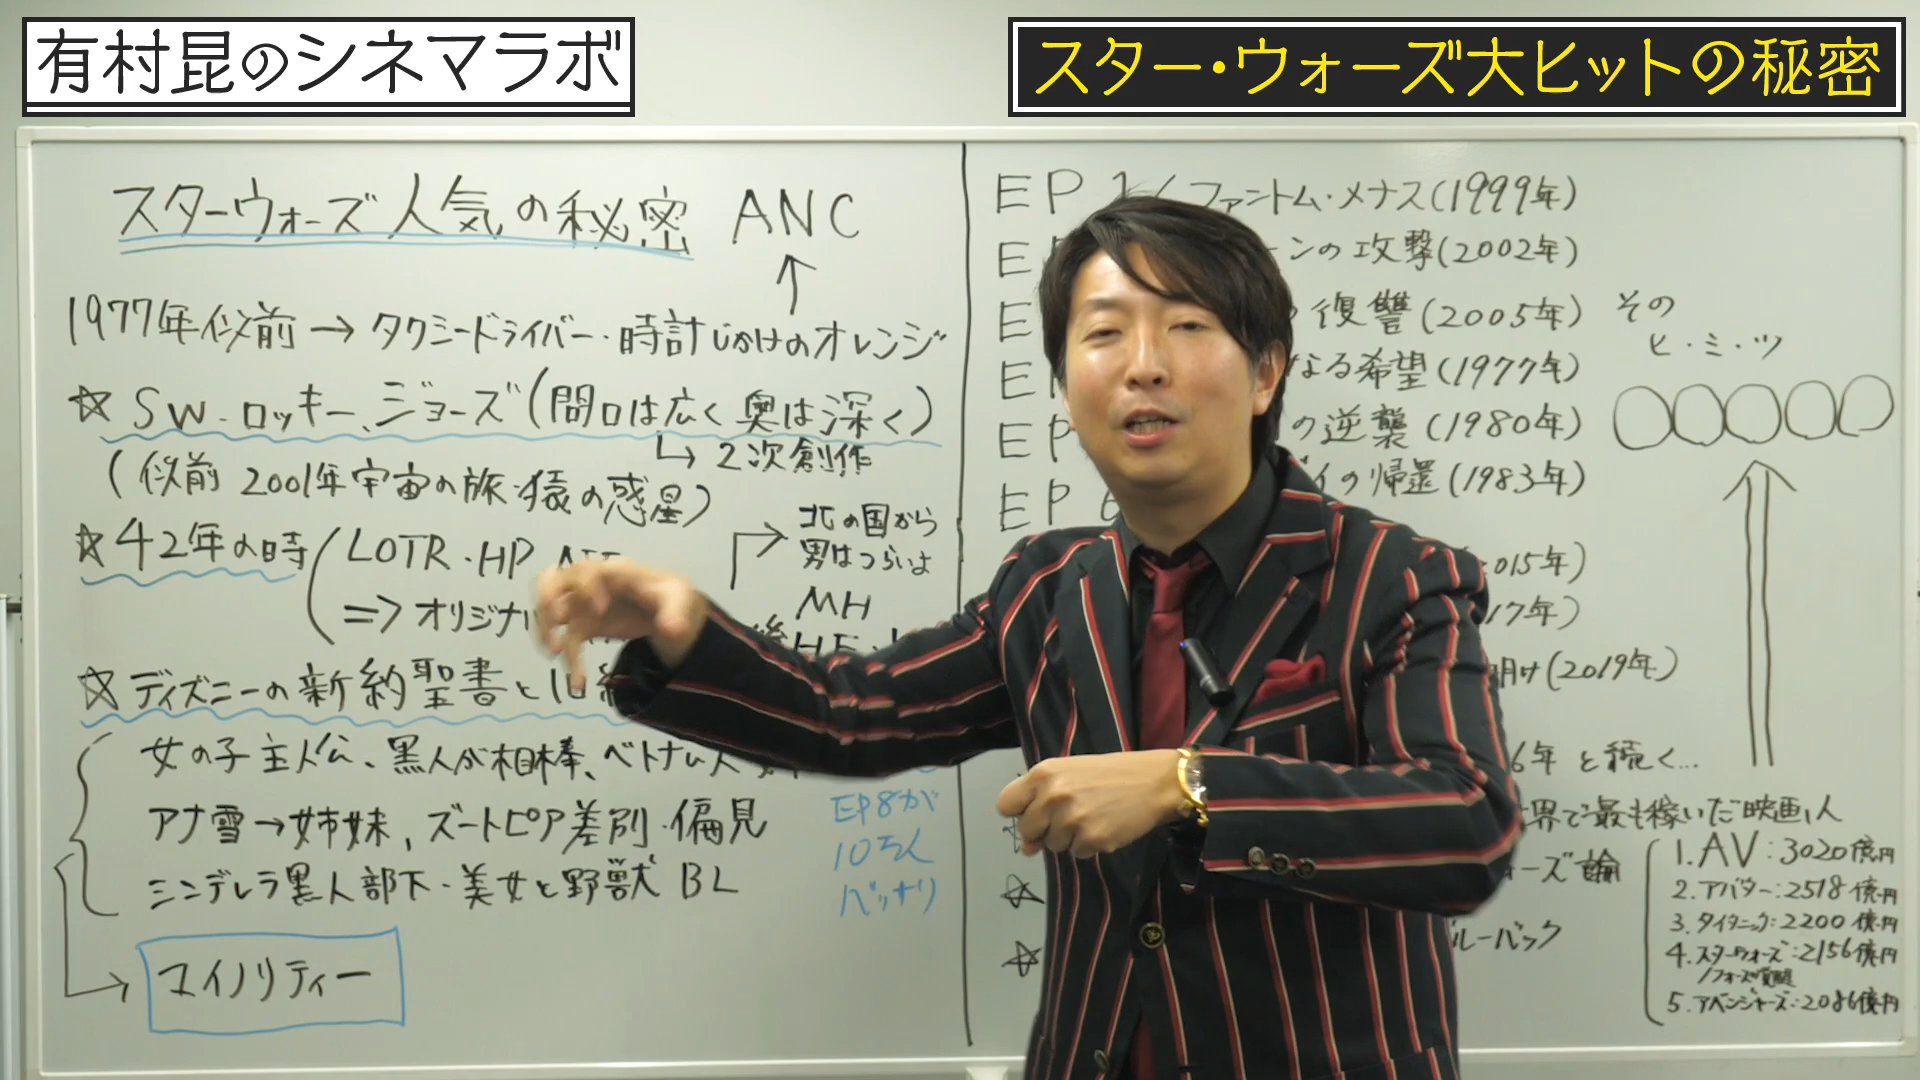 有村昆のシネマラボ
スター・ウォーズ大ヒットの秘密
スターウォーズ人気の秘密 ANC
↑
1977年以前→タクシードライバー・時計じかけのオレンジ
☆SW.ロッキー、ジョーズ(間口は広く奥は深く)
↳2次創作
(以前 2001年宇宙の旅・猿の惑星)
☆42年の時
LOTR・HP
⇒オリジナル
北の国から
男はつらいよ
MH
☆ディズニーの新約聖書と10
女の子主人公、黒人が相棒、ベトナム人
アナ雪→姉妹, ズートピア差別・偏見
シンデレラ黒人部下・美女と野獣 BL
マイノリティー
EP8が
10なん
バッサリ
EP 1/ファントム・メナス(1999年)
ンの攻撃(2002年)
復讐(2005年)
なる希望(1977年)
EP の逆襲(1980年)
EP 6 イの帰還(1983年)
015年)
17年)
明け(2019年)
6年と続く…
その
ヒ・ミ・ツ
界で最も稼いだ映画
ォーズ論
ルーバック
1.AV:3020億円
2.アバター:2518億円
3.タイタニック:2200億円
4.スターウォーズ:2156億円
/フォースの覚醒
5.アベンジャーズ:2086億円